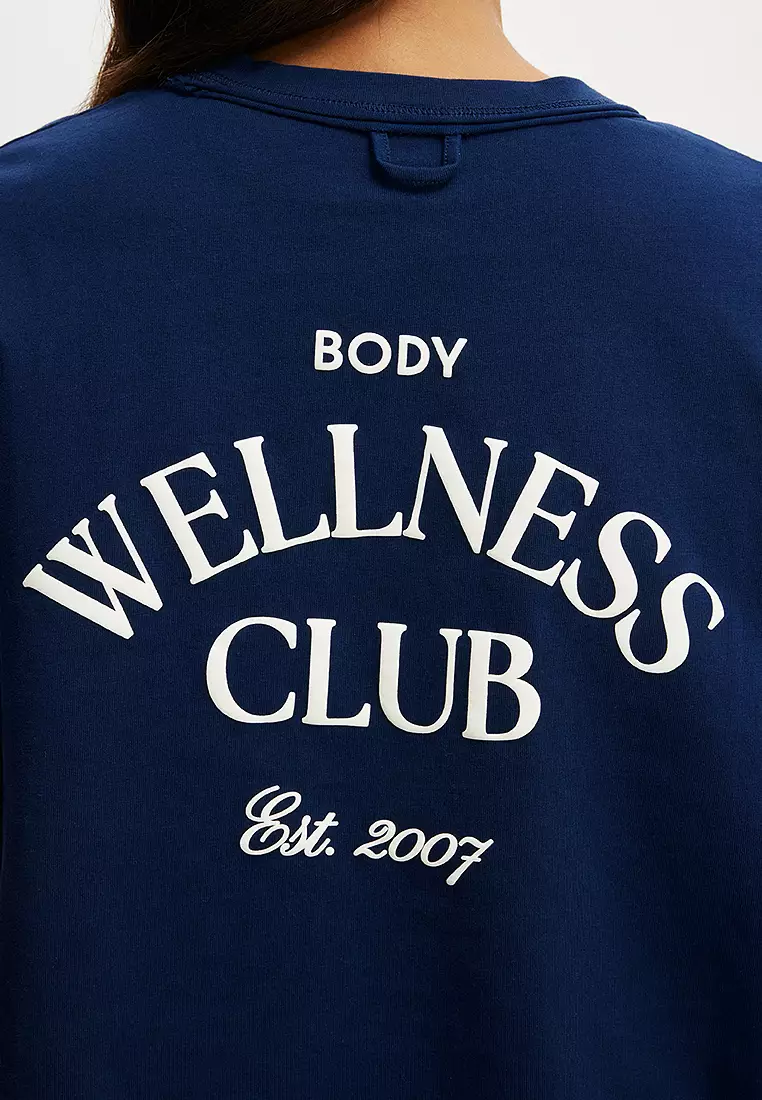 BODY
WELLNESS
CLUB
Est. 2007